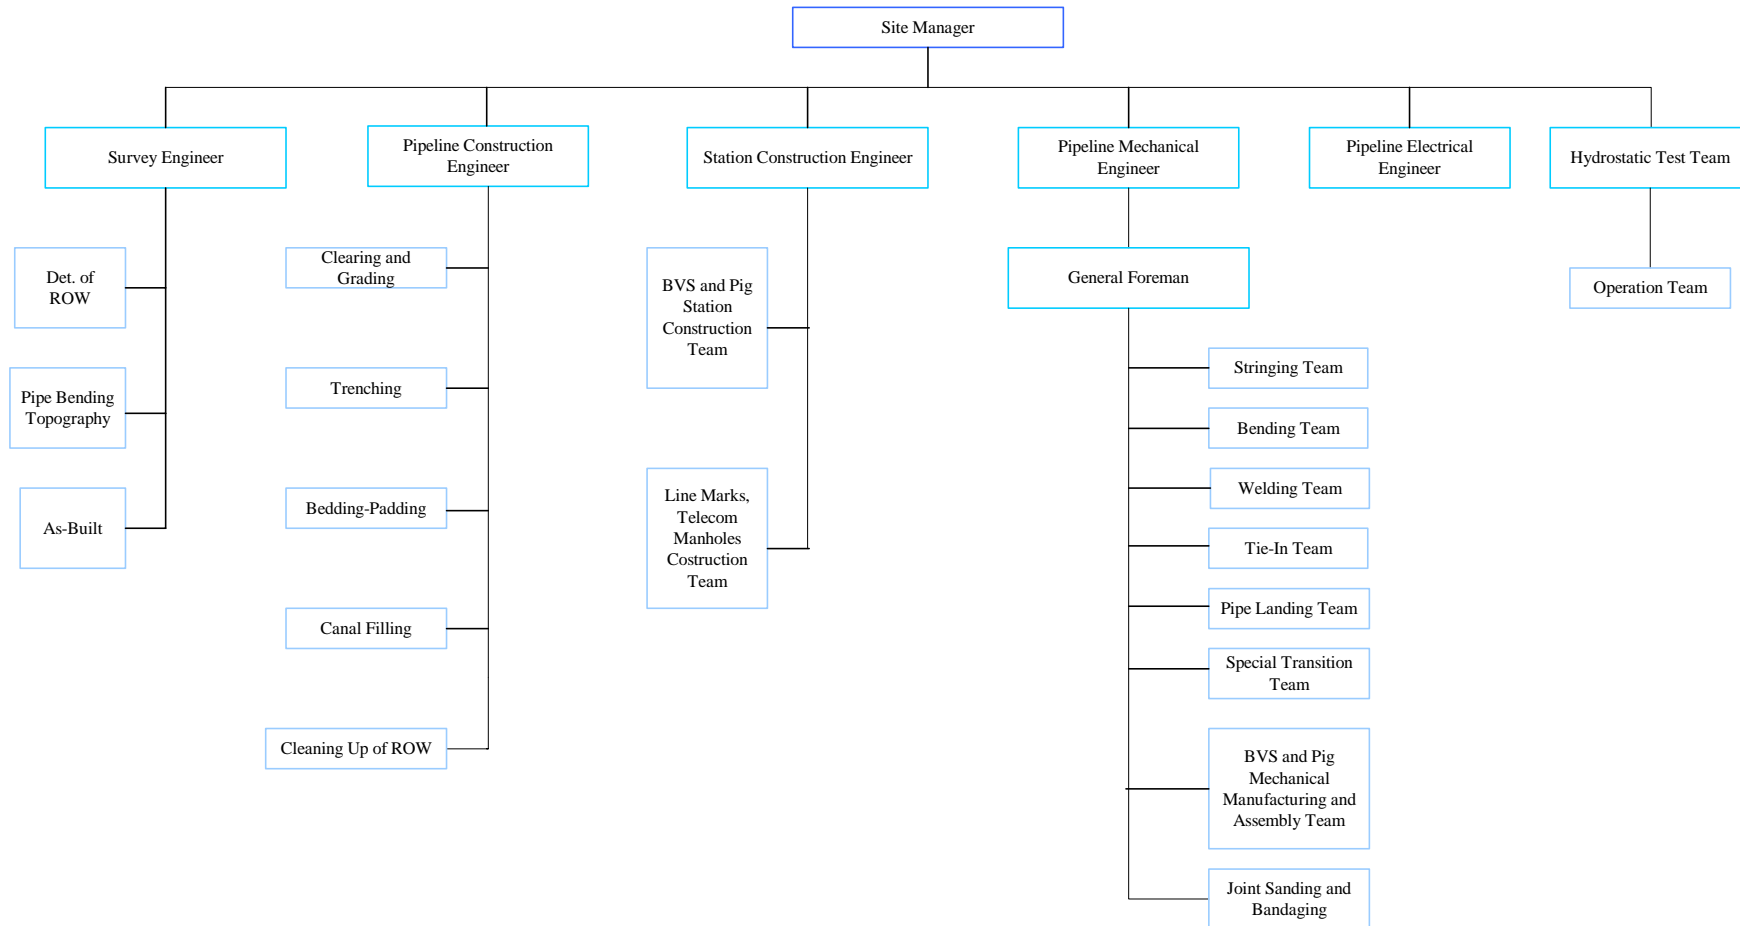 Site Manager
Survey Engineer
Pipeline Construction
Engineer
Station Construction Engineer
Pipeline Mechanical
Engineer
Pipeline Electrical
Engineer
Hydrostatic Test Team
Det. of
ROW
Pipe Bending
Topography
As-Built
Clearing and
Grading
Trenching
Bedding-Padding
Canal Filling
Cleaning Up of ROW
BVS and Pig
Station
Construction
Team
Line Marks,
Telecom
Manholes
Costruction
Team
General Foreman
Stringing Team
Bending Team
Welding Team
Tie-In Team
Pipe Landing Team
Special Transition
Team
BVS and Pig
Mechanical
Manufacturing and
Assembly Team
Joint Sanding and
Bandaging
Operation Team